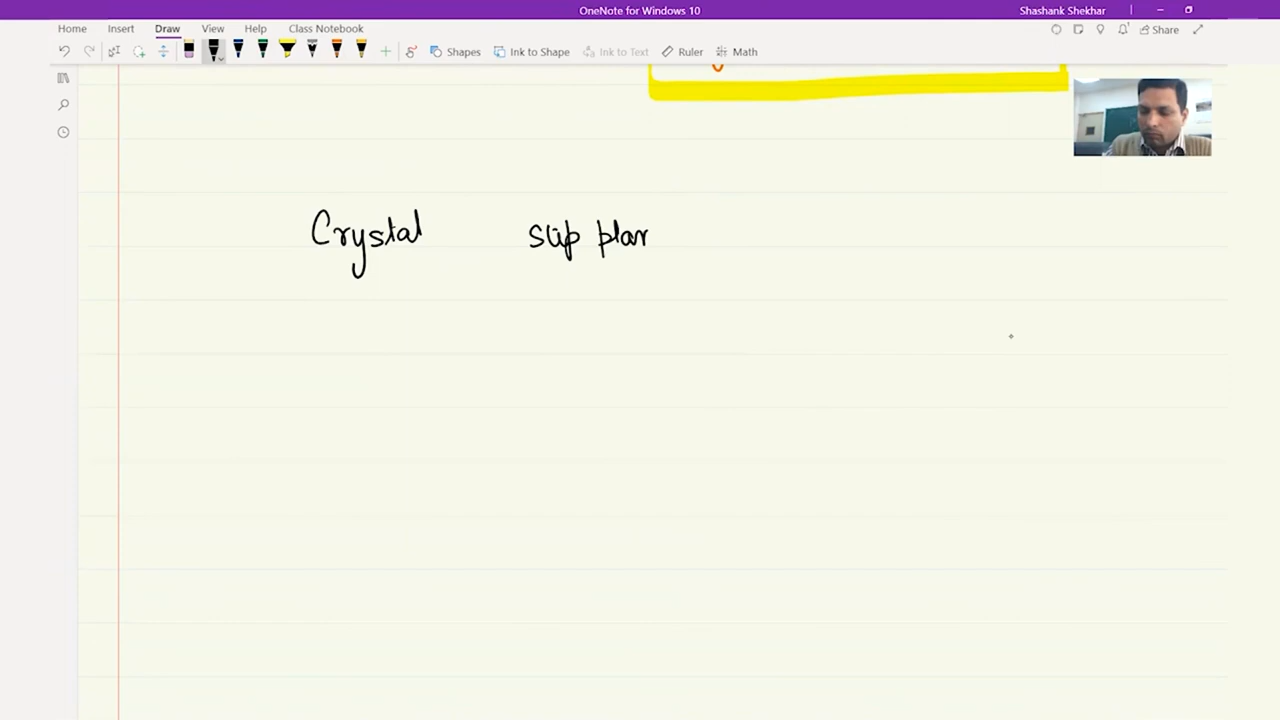 OneNote for Windows 10
Shashank Shekhar
Home Insert Draw View Help Class Notebook
Share
Shapes Ink to Shape Ink to Text Ruler Math
Crystal slip plan